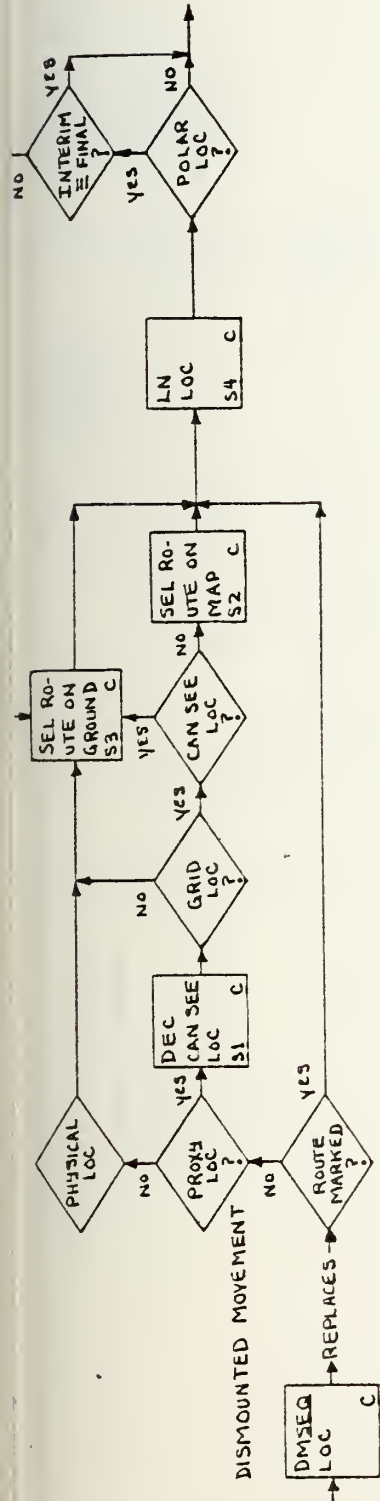 DISMOUNTED MOVEMENT
DMSEQ
LOC
C
REPLACES
ROUTE
MARKED
?
YES
NO
PROXY
LOC
?
NO
YES
PHYSICAL
LOC
DEC
CAN SEE
LOC
S1 C
GRID
LOC
?
NO
YES
CAN SEE
LOC
?
YES
NO
SEL RO-
UTE ON
GROUND
S3 C
SEL RO-
UTE ON
MAP
S2 C
LN
LOC
S4 C
POLAR
LOC
?
YES
NO
INTERIM
≡ FINAL
?
NO
YES